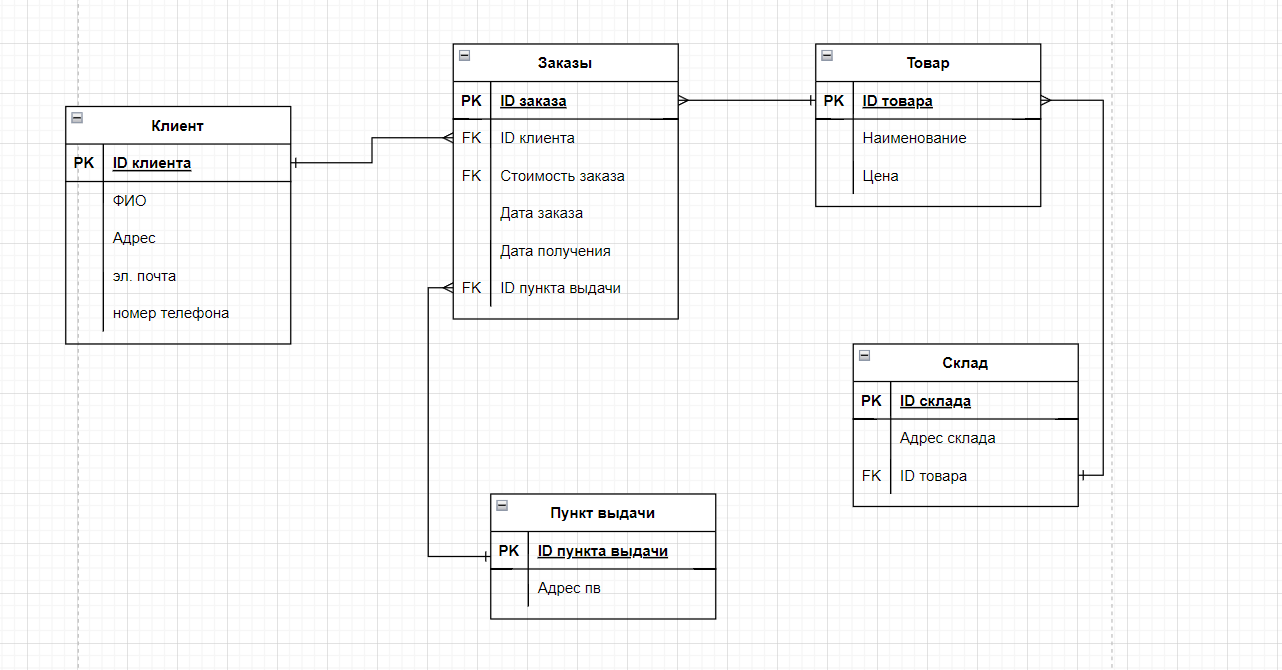 Клиент
PK ID клиента
ФИО
Адрес
эл. почта
номер телефона
Заказы
PK ID заказа
FK ID клиента
FK Стоимость заказа
Дата заказа
Дата получения
FK ID пункта выдачи
Товар
PK ID товара
Наименование
Цена
Склад
PK ID склада
Адрес склада
FK ID товара
Пункт выдачи
PK ID пункта выдачи
Адрес пв